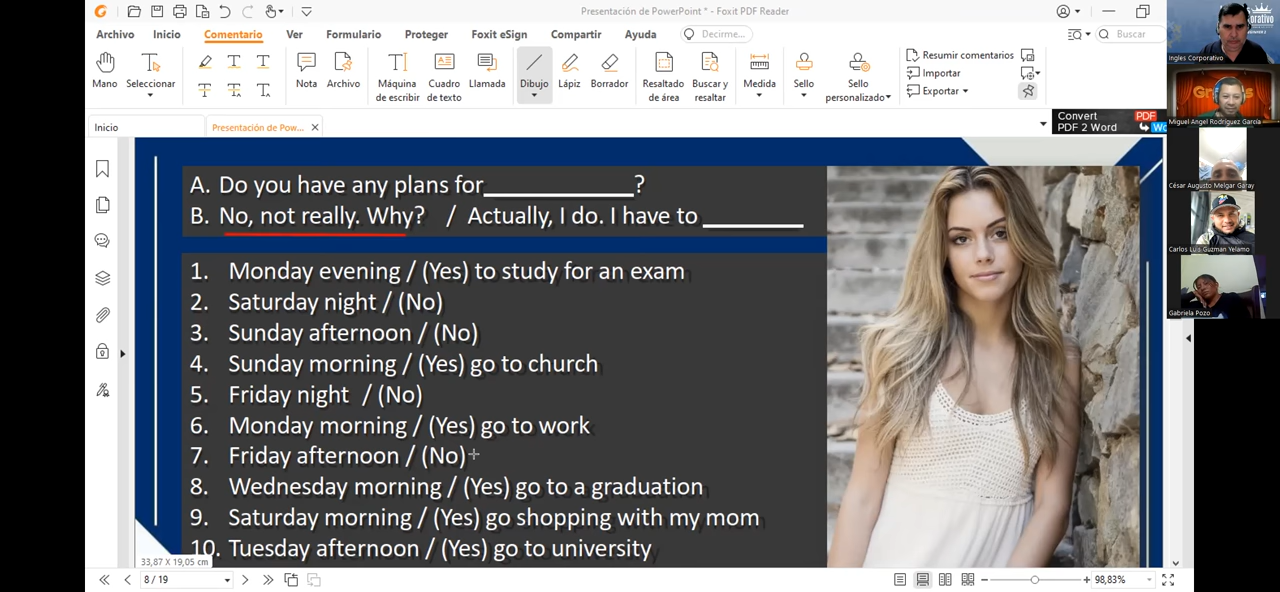 Presentación de PowerPoint * - Foxit PDF Reader
Archivo Inicio Comentario Ver Formulario Proteger Foxit eSign Compartir Ayuda Decirme... Buscar
Mano Seleccionar Nota Archivo Máquina de escribir Cuadro de texto Llamada Dibujo Lápiz Borrador Resaltado de área Buscar y resaltar Medida Sello Sello personalizado
Resumir comentarios
Importar
Exportar
Inicio Presentación de Pow...
Convert
PDF 2 Word
PDF
A. Do you have any plans for____________?
B. No, not really. Why? / Actually, I do. I have to ________
1. Monday evening / (Yes) to study for an exam
2. Saturday night / (No)
3. Sunday afternoon / (No)
4. Sunday morning / (Yes) go to church
5. Friday night / (No)
6. Monday morning / (Yes) go to work
7. Friday afternoon / (No)
8. Wednesday morning / (Yes) go to a graduation
9. Saturday morning / (Yes) go shopping with my mom
10. Tuesday afternoon / (Yes) go to university
33,87 X 19,05 cm
8 / 19
98,83%
Ingles Corporativo
Miguel Angel Rodríguez García
César Augusto Melgar Garay
Carlos Luis Guzman Yelamo
Gabriela Pozo